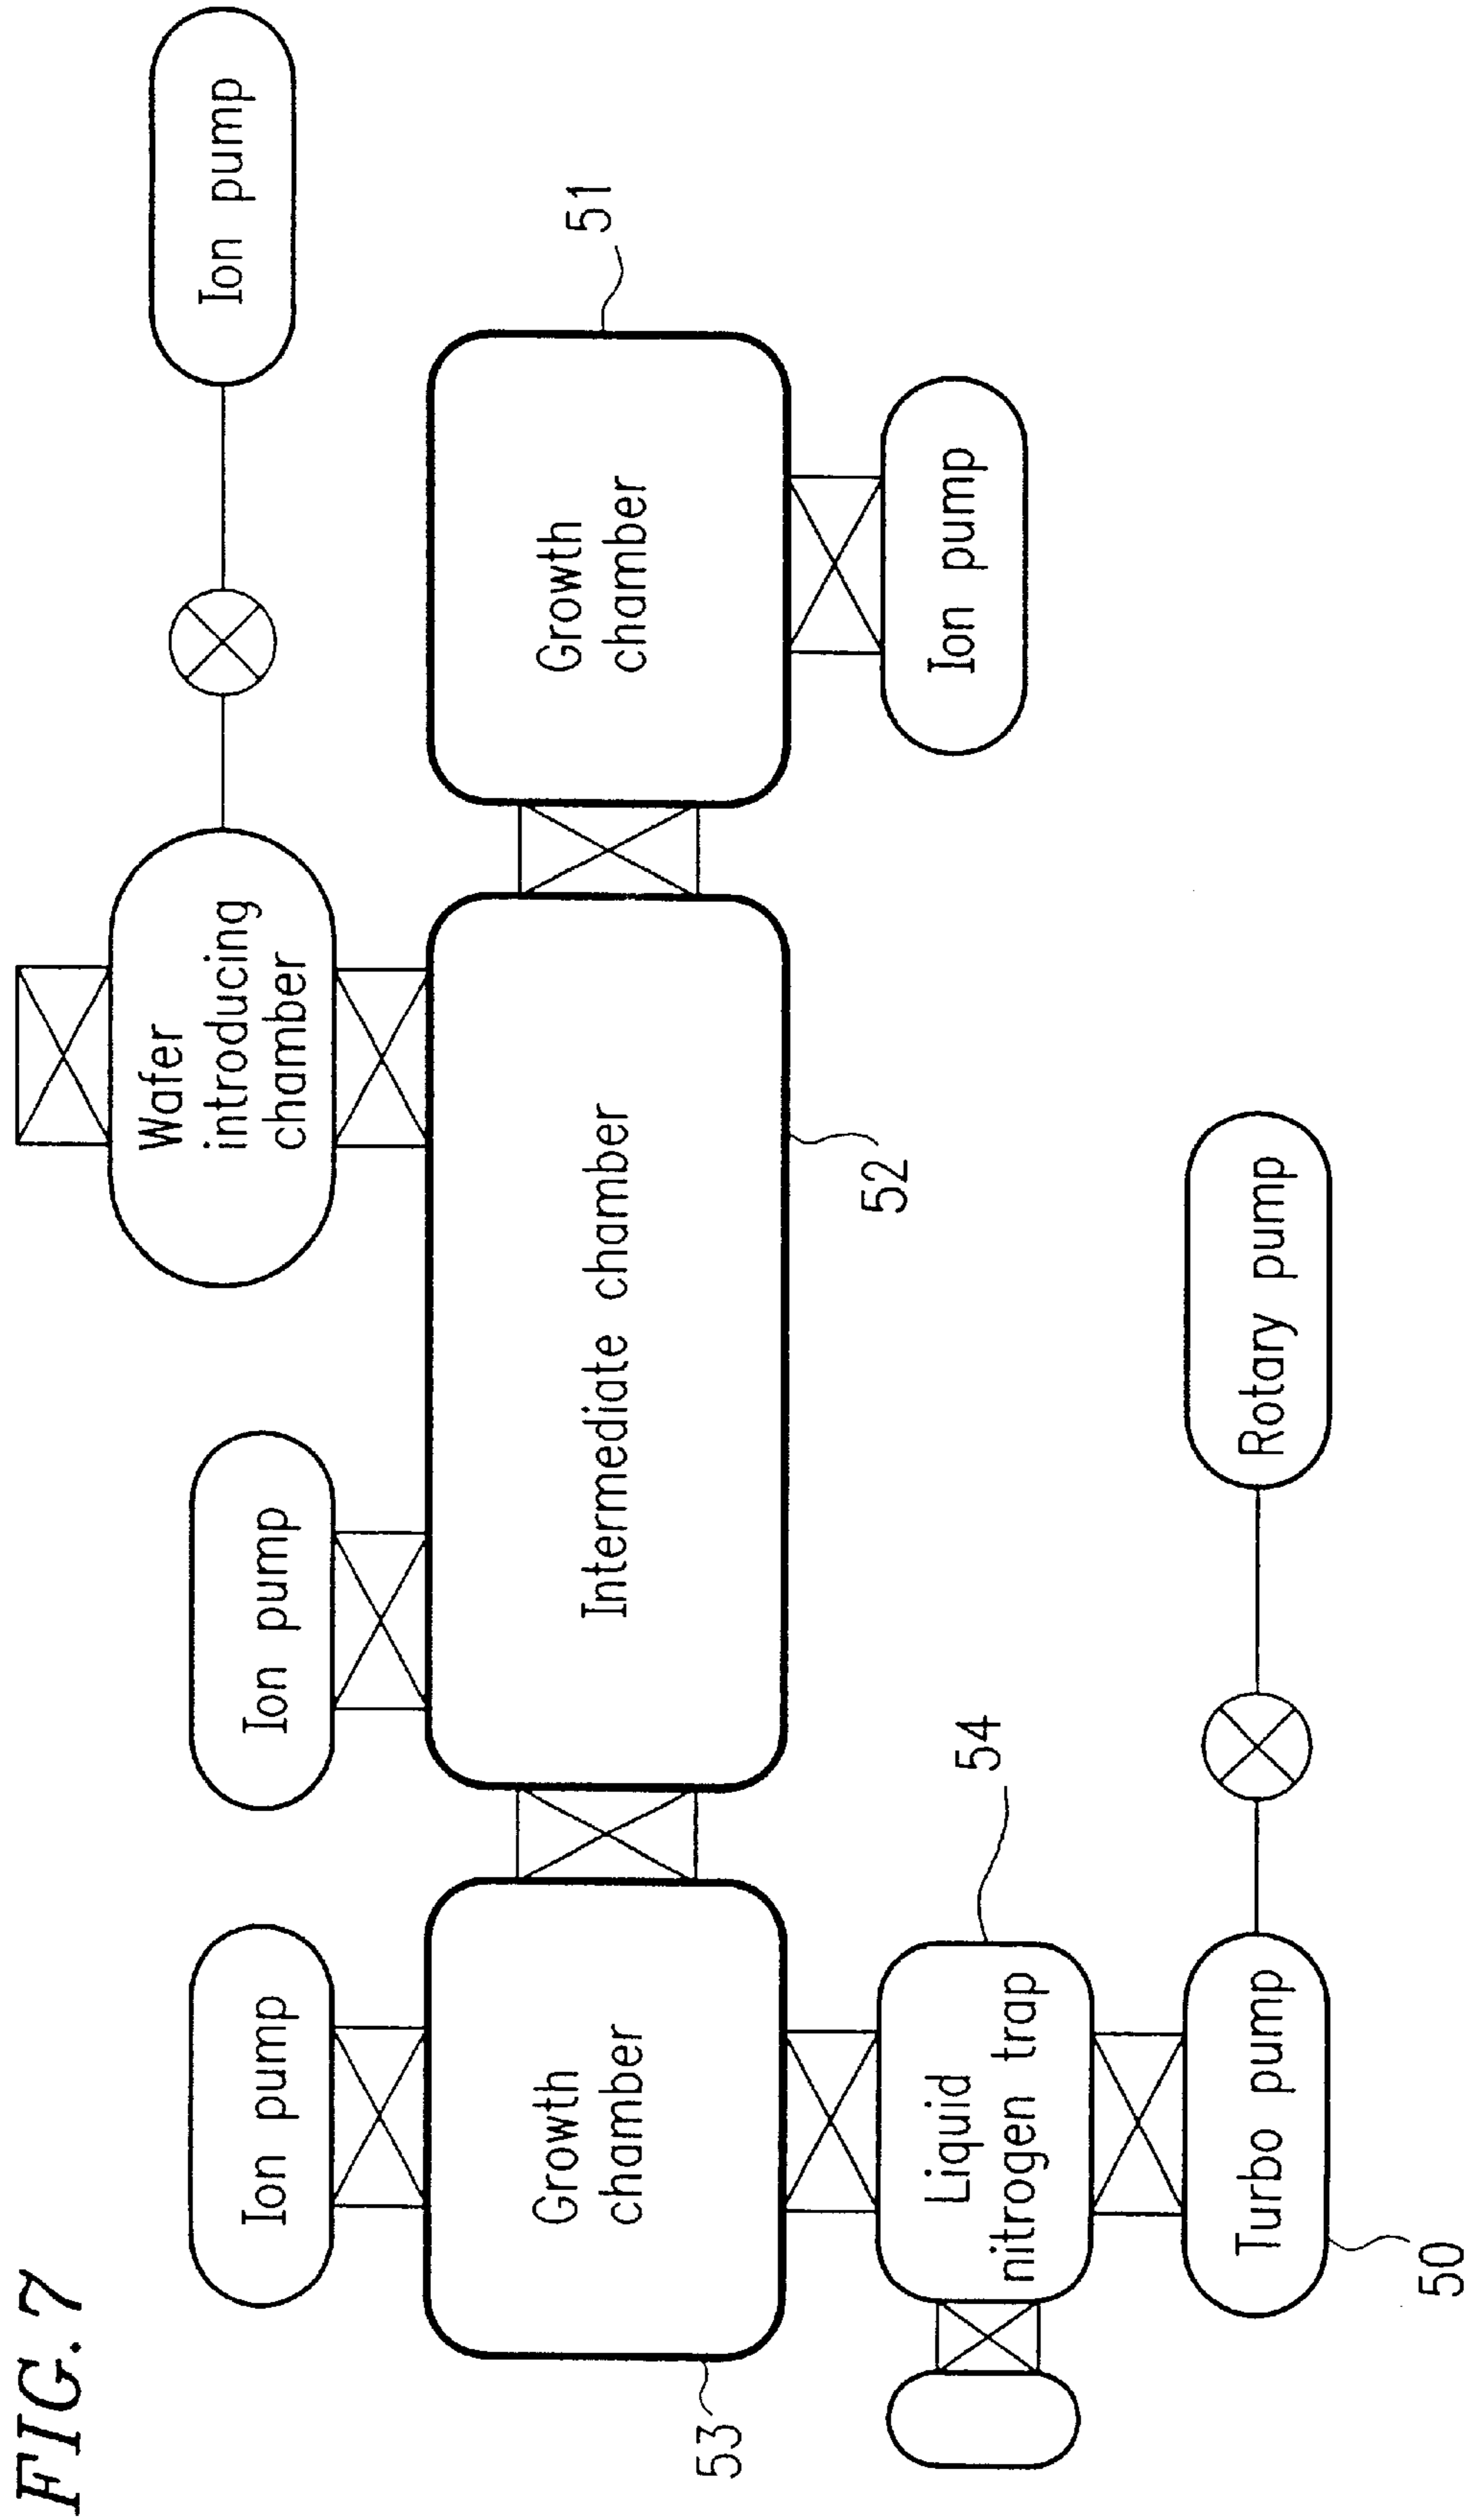 FIG. 7
Ion pump
Wafer
introducing
chamber
Ion pump
Ion pump
53
Growth
chamber
Intermediate chamber
52
Growth
chamber
51
Liquid
nitrogen trap
54
Ion pump
Turbo pump
50
Rotary pump